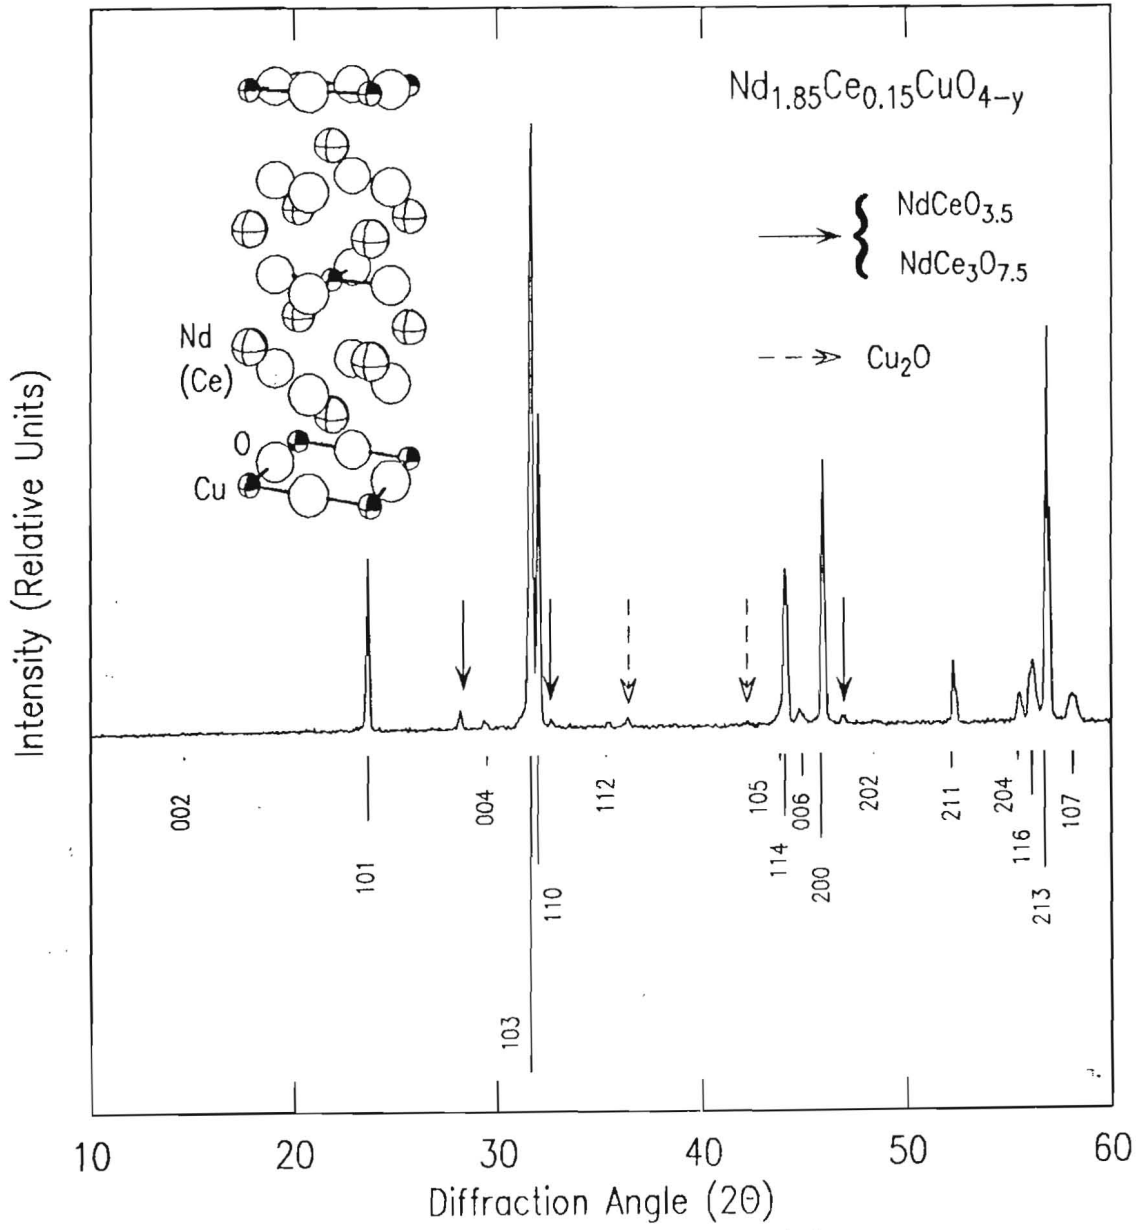 Nd1.85Ce0.15CuO4-y
NdCeO3.5
NdCe3O7.5
Cu2O
Nd
(Ce)
O
Cu
Intensity (Relative Units)
002
101
004
103
110
112
105
114
006
200
202
211
204
116
213
107
10 20 30 40 50 60
Diffraction Angle (2Θ)